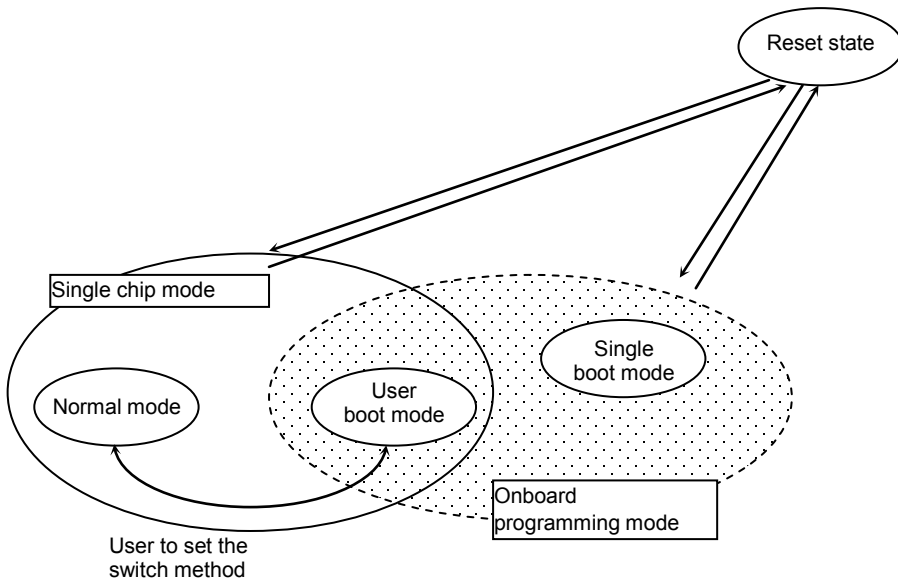 Reset state
Single chip mode
Single
boot mode
User
boot mode
Normal mode
Onboard
programming mode
User to set the
switch method